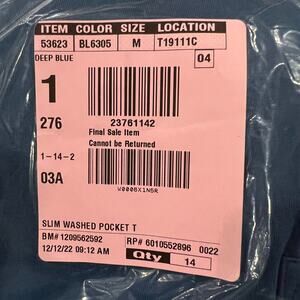 ITEM COLOR SIZE LOCATION
53623 BL6305 M T19111C
DEEP BLUE 04
1
276 23761142
Final Sale Item
Cannot be Returned
1-14-2
03A
W0008X1N5R
SLIM WASHED POCKET T
BM# 1209562592 RP# 6010552896 0022
12/12/22 09:12 AM Qty 14